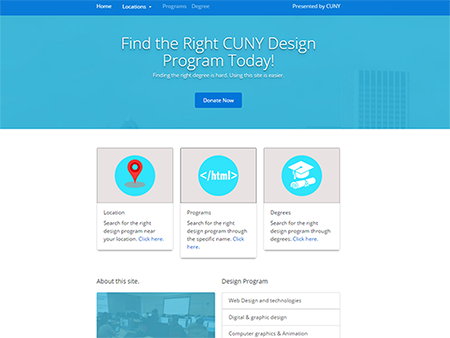 Home Locations Programs Degree Presented by CUNY
Find the Right CUNY Design
Program Today!
Finding the right degree is hard. Using this site is easier.
Donate Now
</html>
Location
Search for the right
design program near
your location. Click here.
Programs
Search for the right
design program through
the specific name. Click
here.
Degrees
Search for the right
design program through
degrees. Click here.
About this site.
Design Program
Web Design and technologies
Digital & graphic design
Computer graphics & Animation